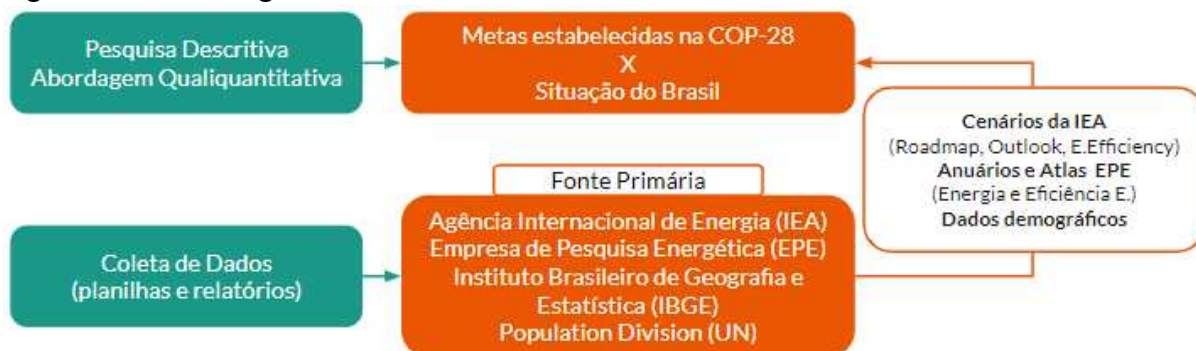 Pesquisa Descritiva
Abordagem Qualiquantitativa
Metas estabelecidas na COP-28
X
Situação do Brasil
Cenários da IEA
(Roadmap, Outlook, E.Efficiency)
Anuários e Atlas EPE
(Energia e Eficiência E.)
Dados demográficos
Fonte Primária
Coleta de Dados
(planilhas e relatórios)
Agência Internacional de Energia (IEA)
Empresa de Pesquisa Energética (EPE)
Instituto Brasileiro de Geografia e
Estatística (IBGE)
Population Division (UN)